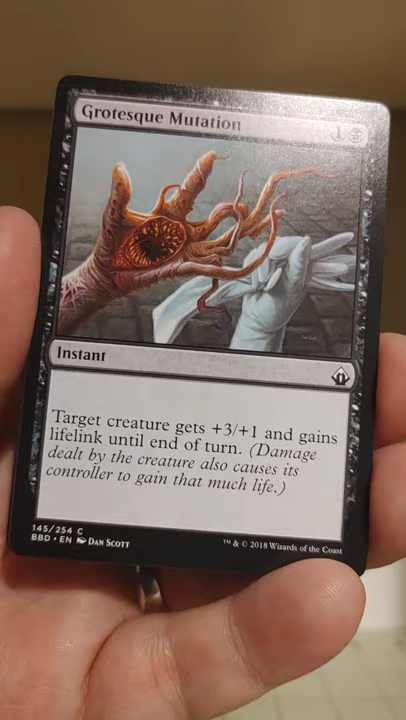 Grotesque Mutation 1
Instant
Target creature gets +3/+1 and gains
lifelink until end of turn. (Damage
dealt by the creature also causes its
controller to gain that much life.)
145/254 C
BBD • EN Dan Scott
™ & © 2018 Wizards of the Coast